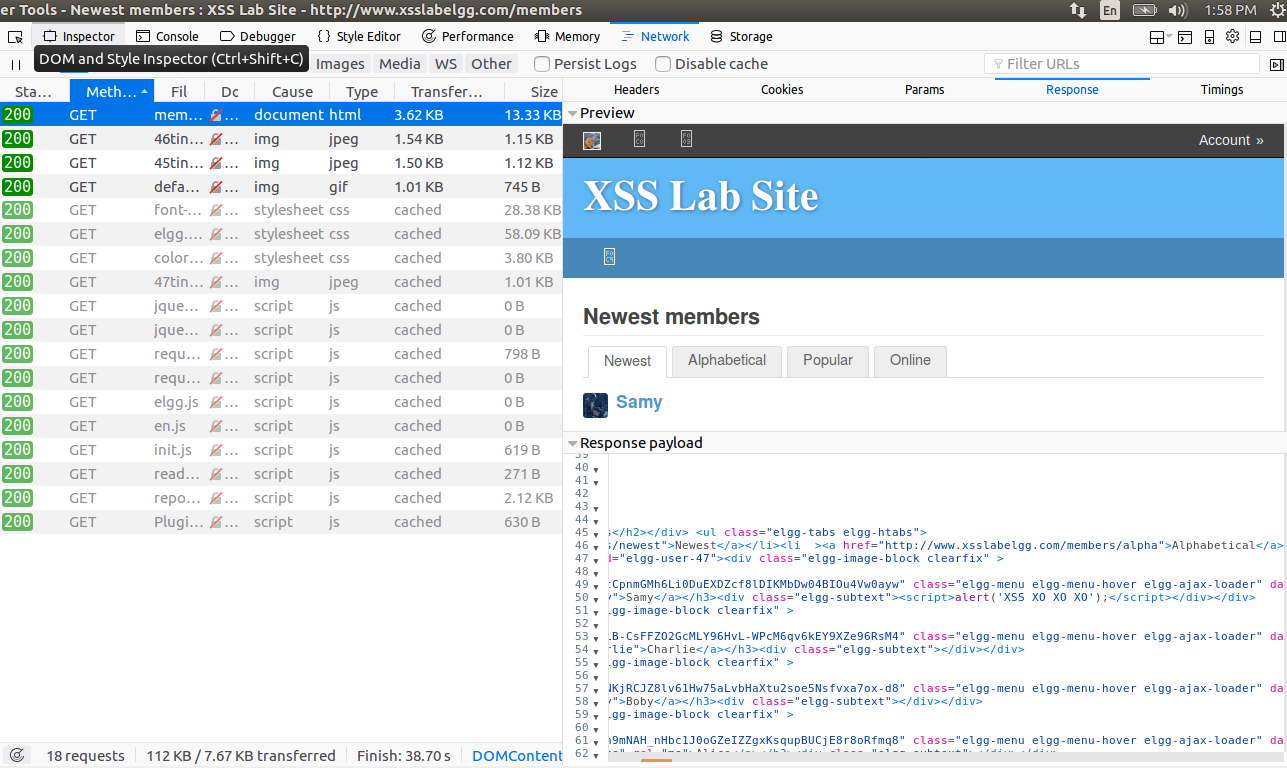 er Tools - Newest members : XSS Lab Site - http://www.xsslabelgg.com/members
En
1:58 PM
Inspector
Console
Debugger
{ } Style Editor
Performance
Memory
Network
Storage
DOM and Style Inspector (Ctrl+Shift+C)
Images
Media
WS
Other
Persist Logs
Disable cache
Filter URLs
Sta… Meth… Fil Dc Cause Type Transfer… Size
200 GET mem… … document html 3.62 KB 13.33 KB
200 GET 46tin… … img jpeg 1.54 KB 1.15 KB
200 GET 45tin… … img jpeg 1.50 KB 1.12 KB
200 GET defa… … img gif 1.01 KB 745 B
200 GET font-… … stylesheet css cached 28.38 KB
200 GET elgg.… … stylesheet css cached 58.09 KB
200 GET color… … stylesheet css cached 3.80 KB
200 GET 47tin… … img jpeg cached 1.01 KB
200 GET jque… … script js cached 0 B
200 GET jque… … script js cached 0 B
200 GET requ… … script js cached 798 B
200 GET requ… … script js cached 0 B
200 GET elgg.js … script js cached 0 B
200 GET en.js … script js cached 0 B
200 GET init.js … script js cached 619 B
200 GET read… … script js cached 271 B
200 GET repo… … script js cached 2.12 KB
200 GET Plugi… … script js cached 630 B
18 requests
112 KB / 7.67 KB transferred
Finish: 38.70 s
DOMContent
Headers
Cookies
Params
Response
Timings
Preview
Account »
XSS Lab Site
Newest members
Newest
Alphabetical
Popular
Online
Samy
Response payload
39
40
41
42
43
44
45 s</h2></div> <ul class="elgg-tabs elgg-htabs">
46 s/newest">Newest</a></li><li  ><a href="http://www.xsslabelgg.com/members/alpha">Alphabetical</a>
47 d="elgg-user-47"><div class="elgg-image-block clearfix" >
48
49 :CpnmGMh6Li0DuEXDZcf8lDIKMbDw04BIOu4Vw0ayw" class="elgg-menu elgg-menu-hover elgg-ajax-loader" da
50 y">Samy</a></h3><div class="elgg-subtext"><script>alert('XSS XO XO XO');</script></div></div>
51 lgg-image-block clearfix" >
52
53 LB-CsFFZO2GcMLY96HvL-WPcM6qv6kEY9XZe96RsM4" class="elgg-menu elgg-menu-hover elgg-ajax-loader" da
54 rlie">Charlie</a></h3><div class="elgg-subtext"></div></div>
55 lgg-image-block clearfix" >
56
57 NKjRCJZ8lv61Hw75aLvbHaXtu2soe5Nsfvxa7ox-d8" class="elgg-menu elgg-menu-hover elgg-ajax-loader" da
58 y">Boby</a></h3><div class="elgg-subtext"></div></div>
59 lgg-image-block clearfix" >
60
61 n9mNAH_nHbc1J0oGZeIZZgxKsqupBUCjE8r8oRfmq8" class="elgg-menu elgg-menu-hover elgg-ajax-loader" da
62